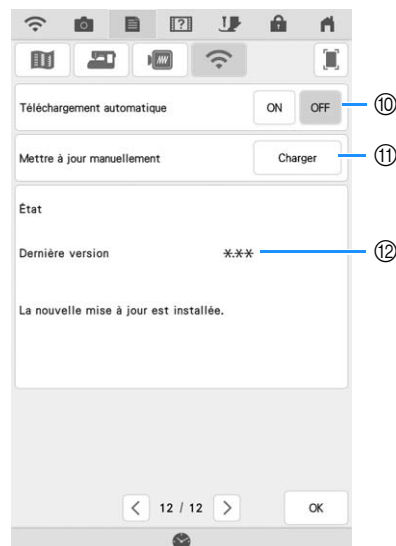 Téléchargement automatique ON OFF ⑩
Mettre à jour manuellement Charger ⑪
État
Dernière version *.** ⑫
La nouvelle mise à jour est installée.
< 12 / 12 > OK